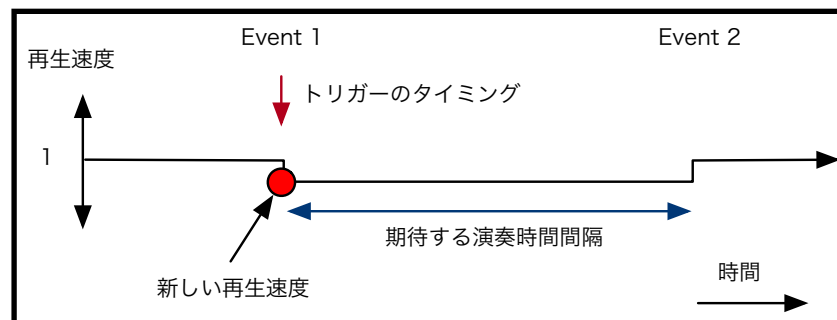 Event 1
Event 2
再生速度
トリガーのタイミング
1
期待する演奏時間間隔
新しい再生速度
時間